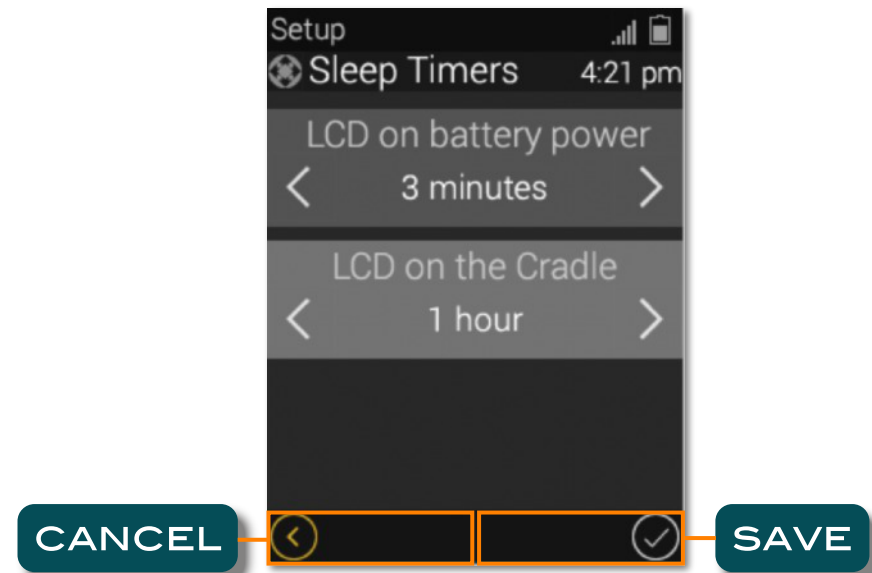 Setup
Sleep Timers 4:21 pm
LCD on battery power
3 minutes
LCD on the Cradle
1 hour
CANCEL SAVE